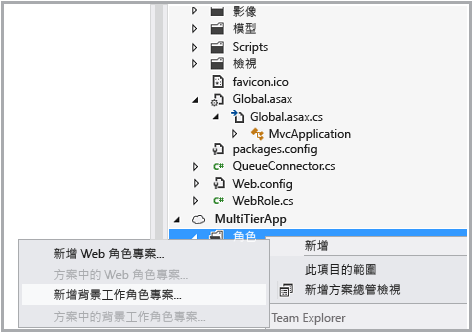 影像
模型
Scripts
檢視
favicon.ico
Global.asax
Global.asax.cs
MvcApplication
packages.config
QueueConnector.cs
Web.config
WebRole.cs
MultiTierApp
角色
新增
新增 Web 角色專案...
方案中的 Web 角色專案...
新增背景工作角色專案...
方案中的背景工作角色專案...
此項目的範圍
新增方案總管檢視
Team Explorer